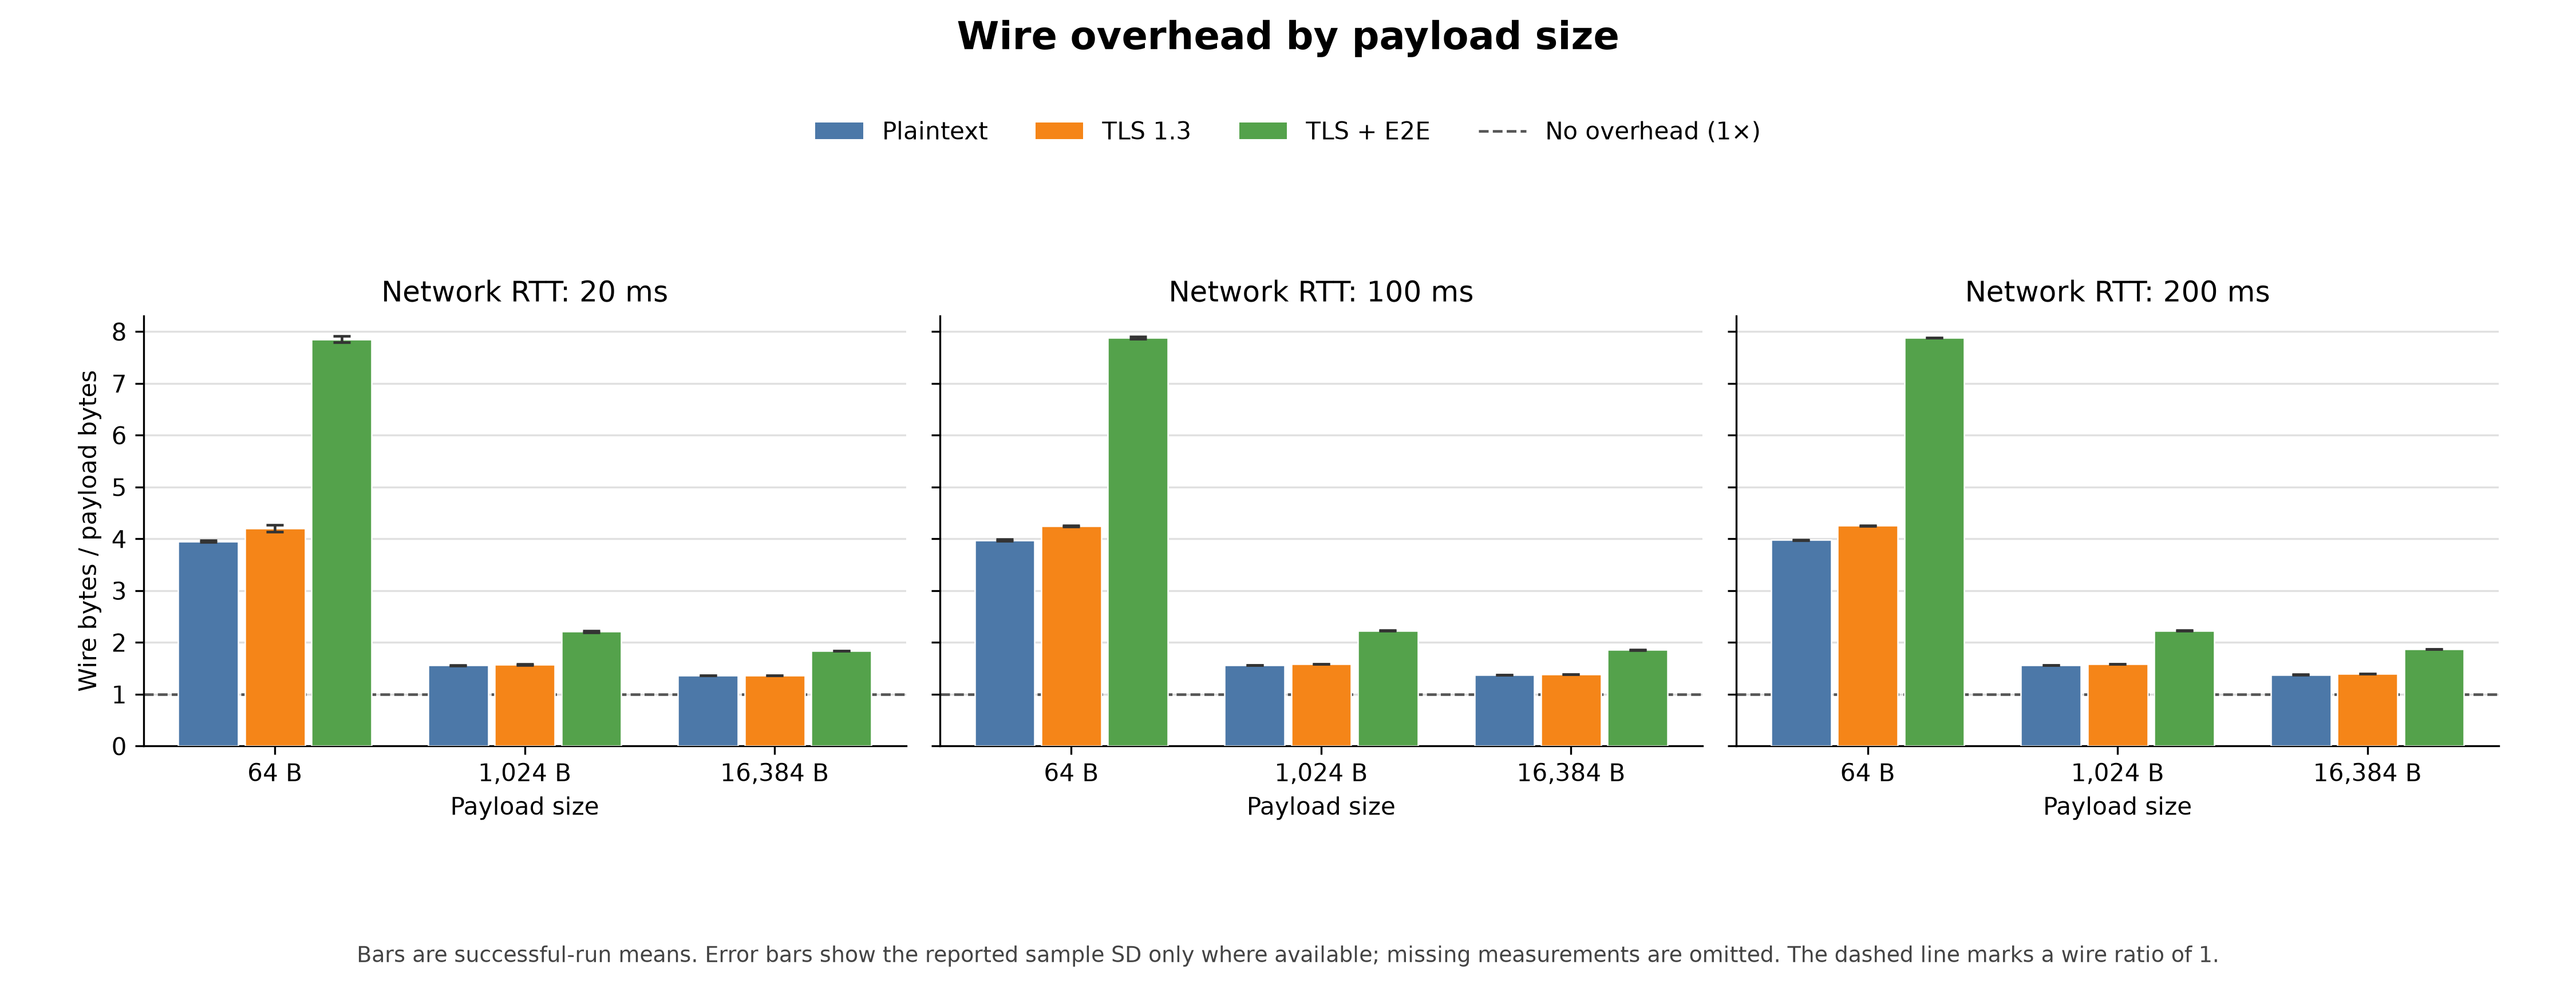 Wire overhead by payload size
Plaintext TLS 1.3 TLS + E2E No overhead (1×)
Network RTT: 20 ms Network RTT: 100 ms Network RTT: 200 ms
Wire bytes / payload bytes
8
7
6
5
4
3
2
1
0
64 B 1,024 B 16,384 B 64 B 1,024 B 16,384 B 64 B 1,024 B 16,384 B
Payload size Payload size Payload size
Bars are successful-run means. Error bars show the reported sample SD only where available; missing measurements are omitted. The dashed line marks a wire ratio of 1.